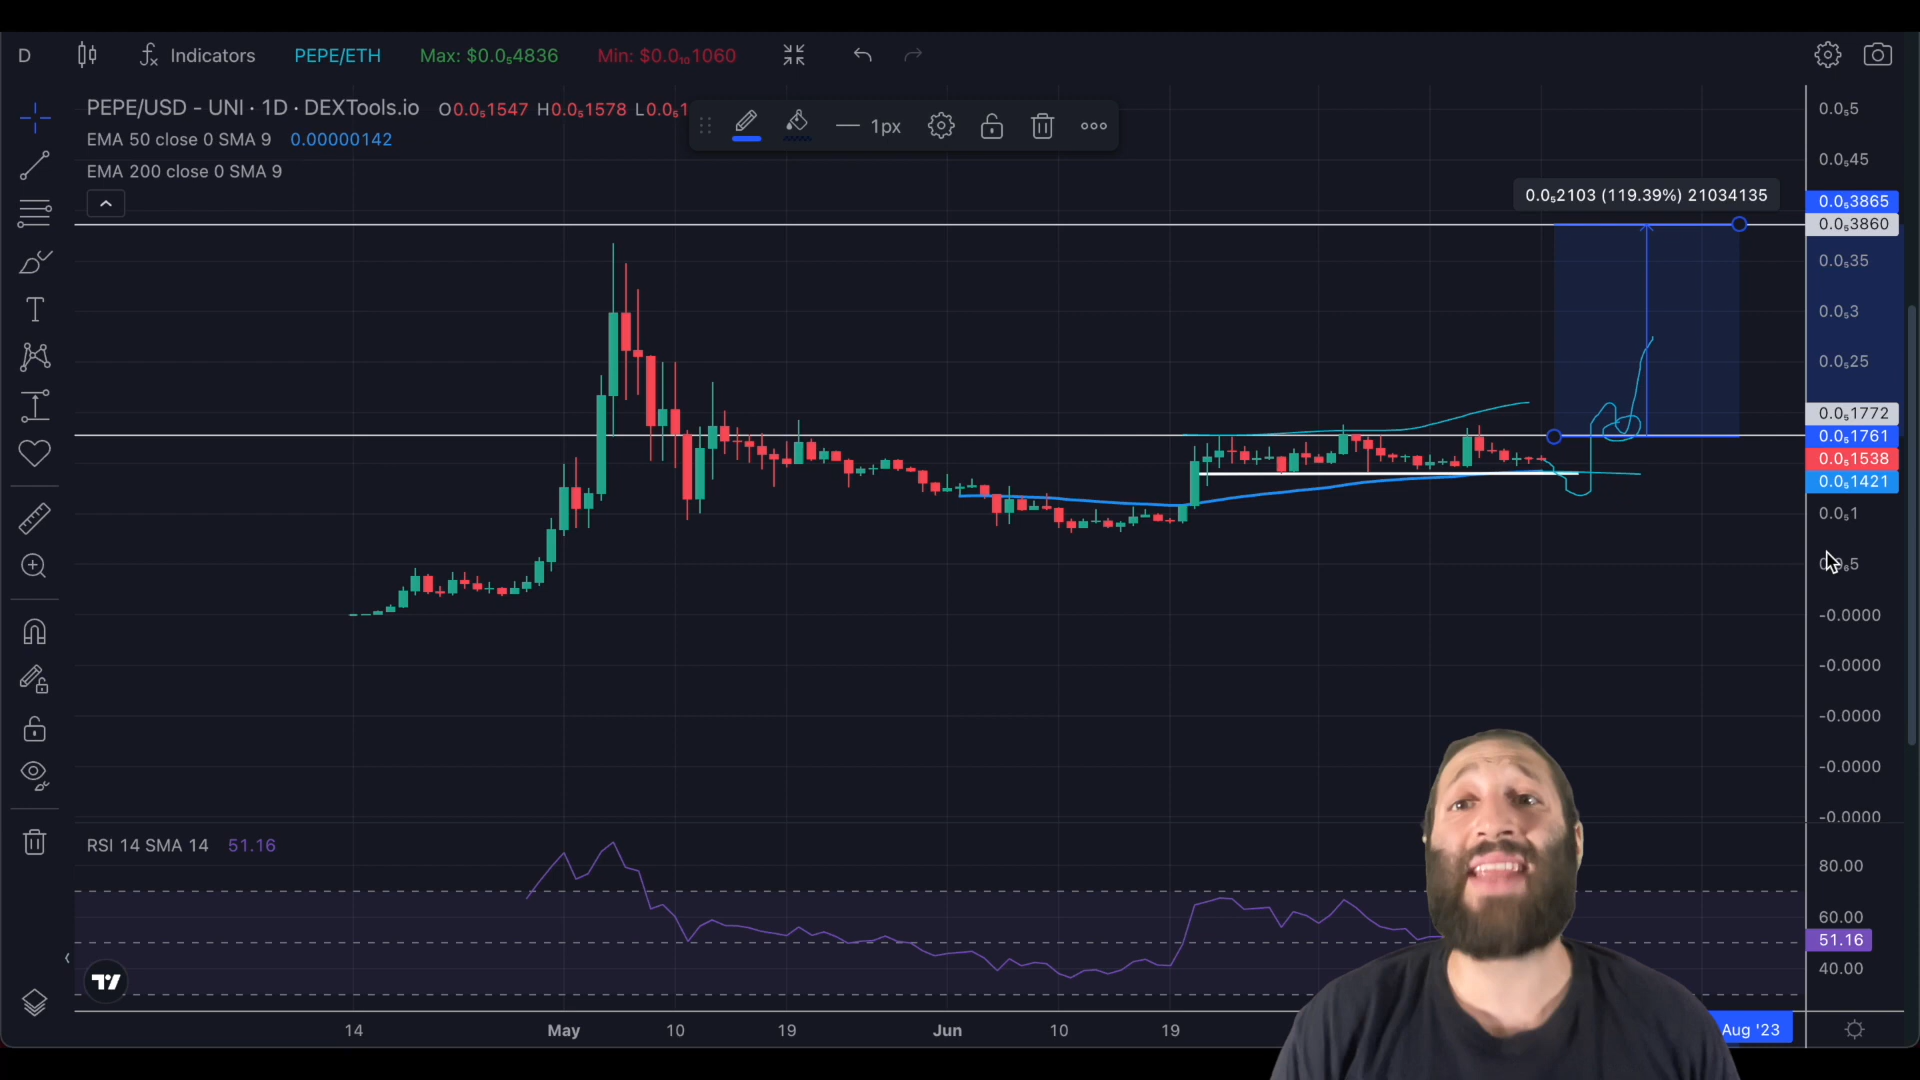 D Indicators PEPE/ETH Max: $0.0₅4836 Min: $0.0₁₀1060
PEPE/USD - UNI · 1D · DEXTools.io O0.0₅1547 H0.0₅1578 L0.0₅1
1px
EMA 50 close 0 SMA 9 0.00000142
EMA 200 close 0 SMA 9
0.0₅2103 (119.39%) 21034135
0.0₅5
0.0₅45
0.0₅3865
0.0₅3860
0.0₅35
0.0₅3
0.0₅25
0.0₅1772
0.0₅1761
0.0₅1538
0.0₅1421
0.0₅1
-0.0000
-0.0000
-0.0000
-0.0000
-0.0000
RSI 14 SMA 14 51.16
80.00
60.00
51.16
40.00
14 May 10 19 Jun 10 19 Aug '23